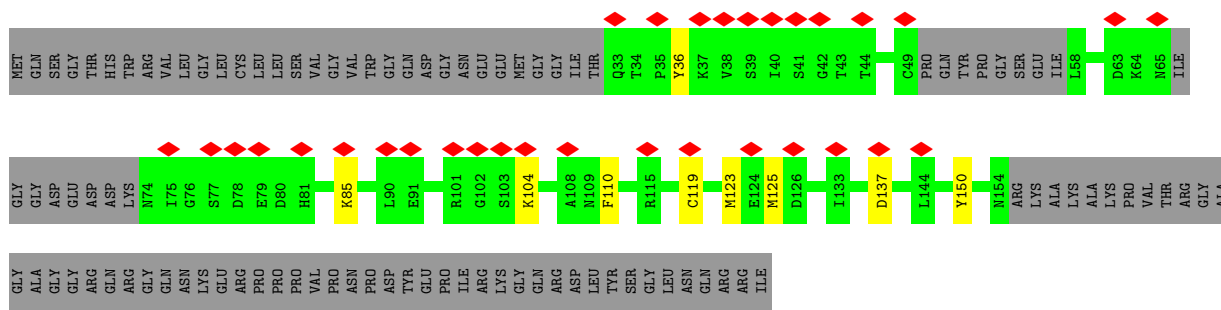 MET GLN SER GLY THR HIS TRP ARG VAL LEU GLY LEU CYS LEU LEU SER VAL GLY VAL TRP GLY GLN ASP GLY ASN GLU GLU MET GLY GLY ILE THR Q33 T34 P35 Y36 K37 V38 S39 I40 S41 G42 T43 T44 C49 PRO GLN TYR PRO GLY SER GLU ILE L58 D63 K64 N65 ILE
GLY GLY ASP GLU ASP ASP LYS N74 I75 G76 S77 D78 E79 D80 H81 K85 L90 E91 R101 G102 S103 K104 A108 N109 F110 R115 C119 M123 E124 M125 D126 I133 D137 L144 Y150 N154 ARG LYS ALA LYS ALA LYS PRO VAL THR ARG GLY ALA
GLY ALA GLY GLY ARG GLN ARG GLY GLN ASN LYS GLU ARG PRO PRO PRO VAL PRO ASN PRO ASP TYR GLU PRO ILE ARG LYS GLY GLN ARG ASP LEU TYR SER GLY LEU ASN GLN ARG ARG ILE